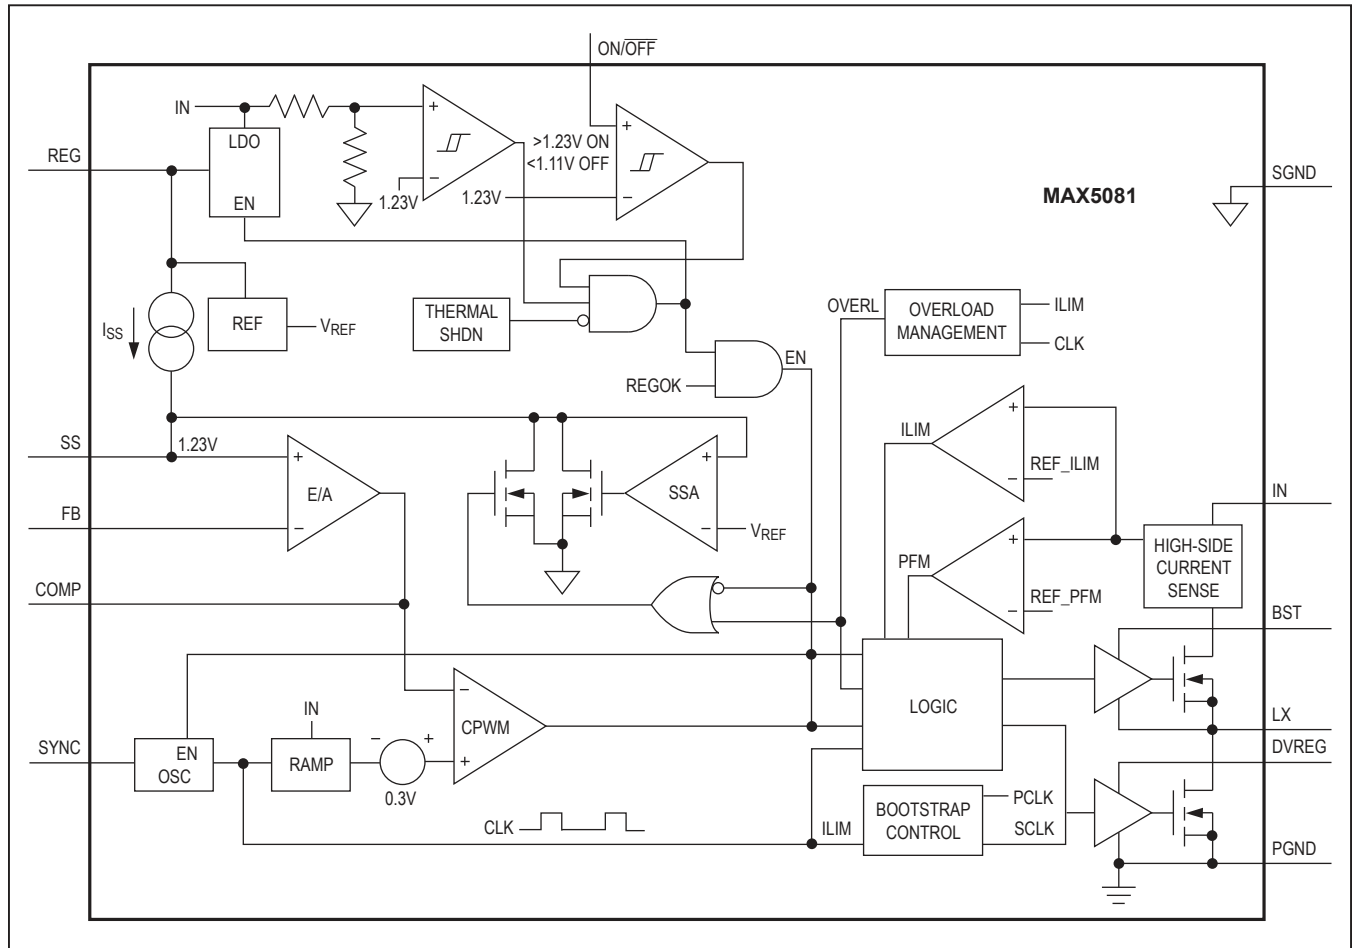 ON/OFF
IN
LDO
EN
REG
+
−
1.23V
>1.23V ON
<1.11V OFF
1.23V
+
−
MAX5081
SGND
ISS
REF
VREF
THERMAL
SHDN
REGOK
EN
OVERL
OVERLOAD
MANAGEMENT
ILIM
CLK
SS
1.23V
+
E/A
−
FB
COMP
+
SSA
−
VREF
ILIM
+
REF_ILIM
−
PFM
+
REF_PFM
−
HIGH-SIDE
CURRENT
SENSE
IN
BST
LX
DVREG
PGND
LOGIC
SYNC
EN
OSC
IN
RAMP
−
+
0.3V
−
CPWM
+
CLK
ILIM
BOOTSTRAP
CONTROL
PCLK
SCLK